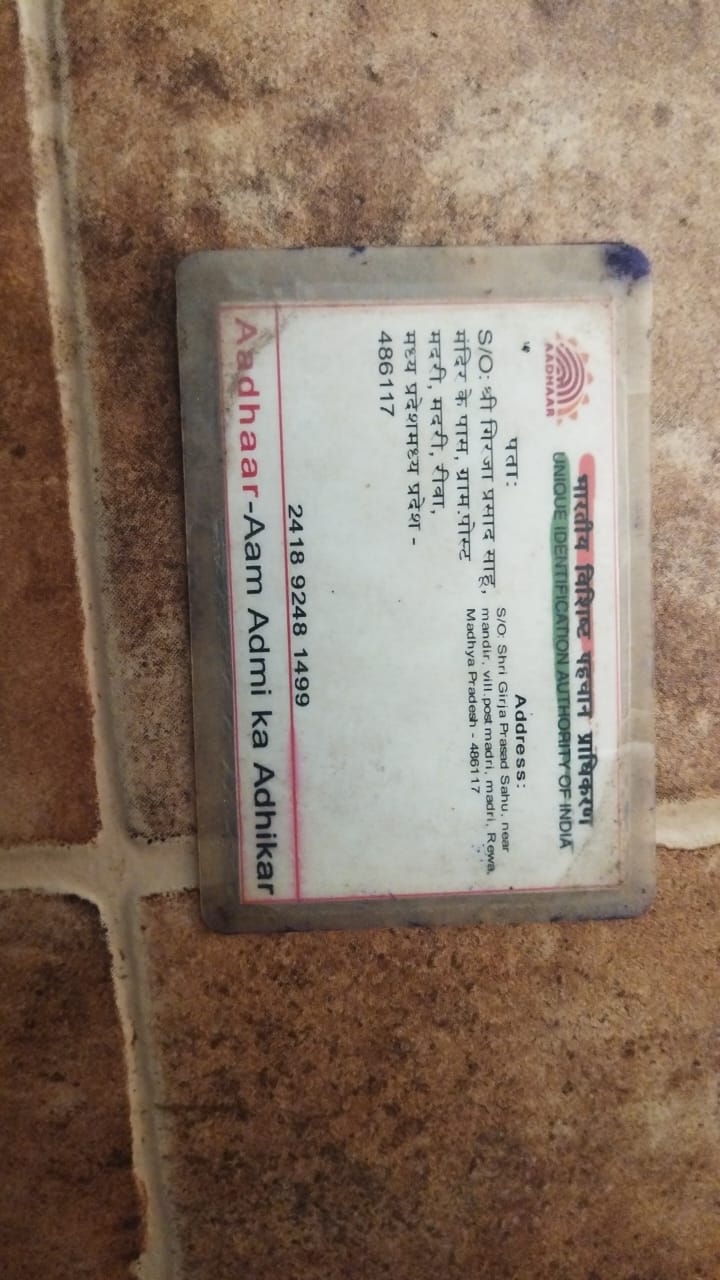 भारतीय विशिष्ट पहचान प्राधिकरण
UNIQUE IDENTIFICATION AUTHORITY OF INDIA
AADHAAR
पता:
S/O: श्री गिरजा प्रसाद साहू,
मंदिर के पास, ग्राम.पोस्ट
मदरी, मदरी, रीवा,
मध्य प्रदेशमध्य प्रदेश -
486117
Address:
S/O: Shri Girja Prasad Sahu, near
mandir, vill.post madri, madri, Rewa,
Madhya Pradesh - 486117
2418 9248 1499
Aadhaar-Aam Admi ka Adhikar